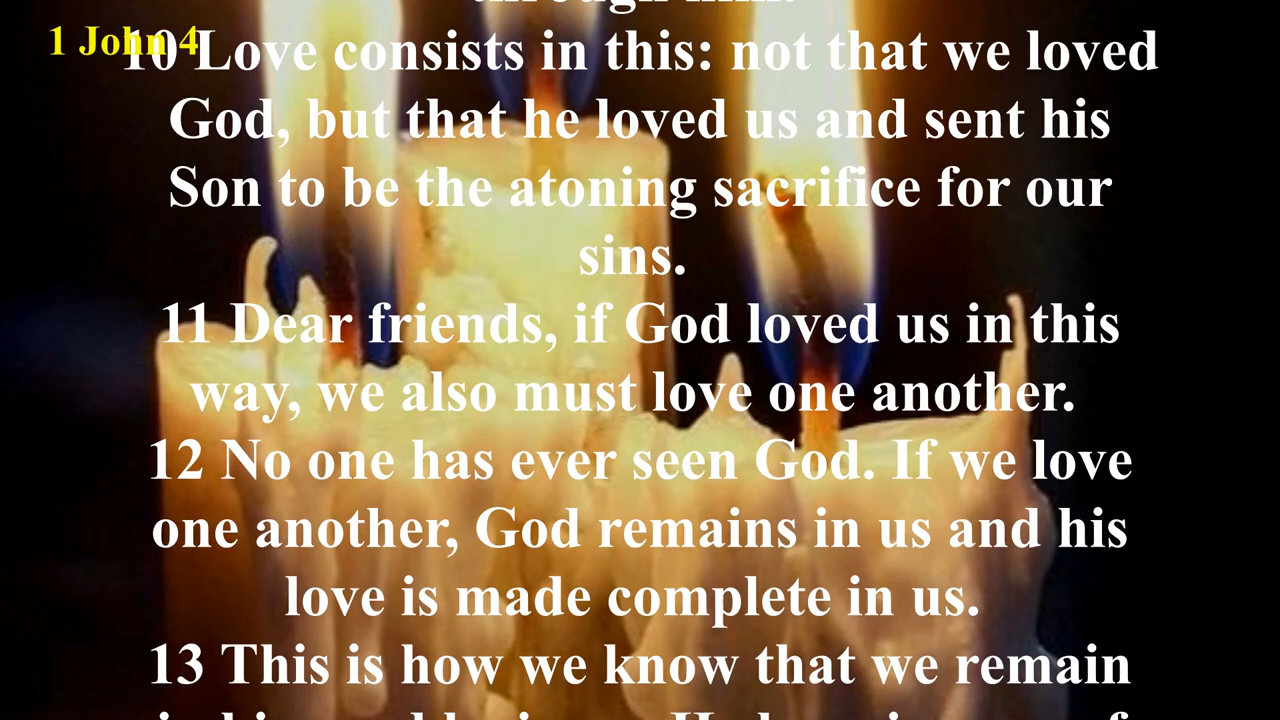 through him.
1 John 4
10 Love consists in this: not that we loved
God, but that he loved us and sent his
Son to be the atoning sacrifice for our
sins.
11 Dear friends, if God loved us in this
way, we also must love one another.
12 No one has ever seen God. If we love
one another, God remains in us and his
love is made complete in us.
13 This is how we know that we remain